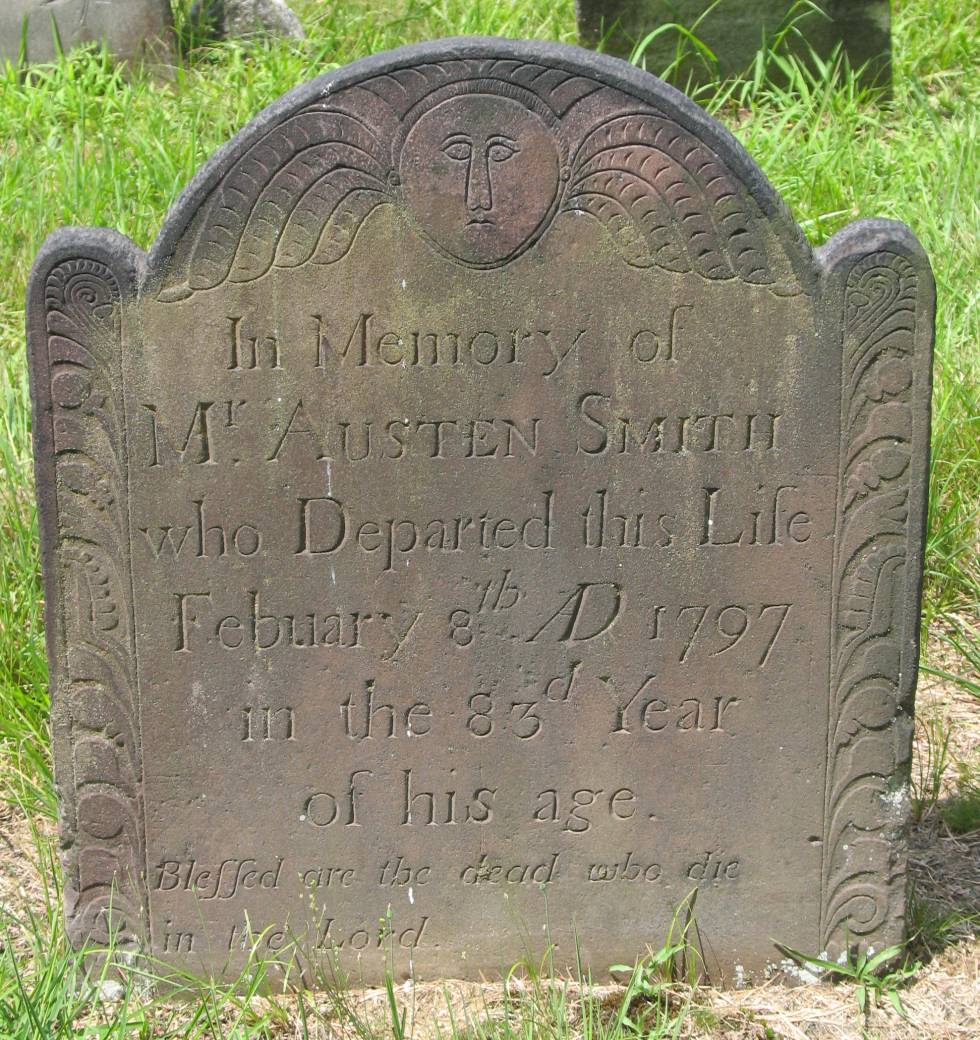 In Memory of
Mr. AUSTEN SMITH
who Departed this Life
Febuary 8th AD 1797
in the 83d Year
of his age.
Bleſſed are the dead who die
in the Lord.